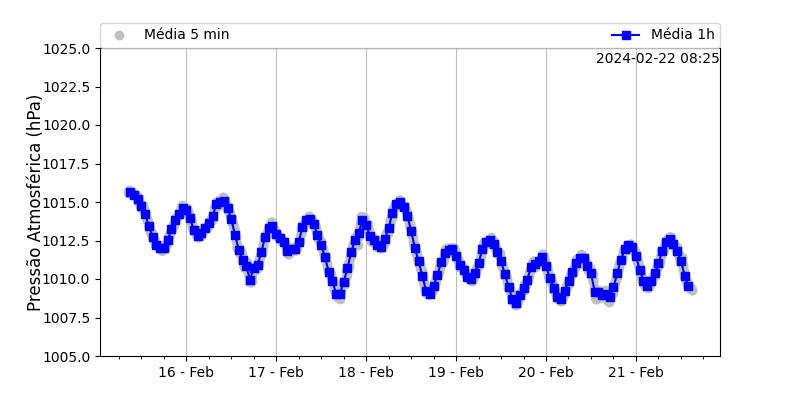 Média 5 min
Média 1h
2024-02-22 08:25
Pressão Atmosférica (hPa)
1025.0
1022.5
1020.0
1017.5
1015.0
1012.5
1010.0
1007.5
1005.0
16 - Feb
17 - Feb
18 - Feb
19 - Feb
20 - Feb
21 - Feb